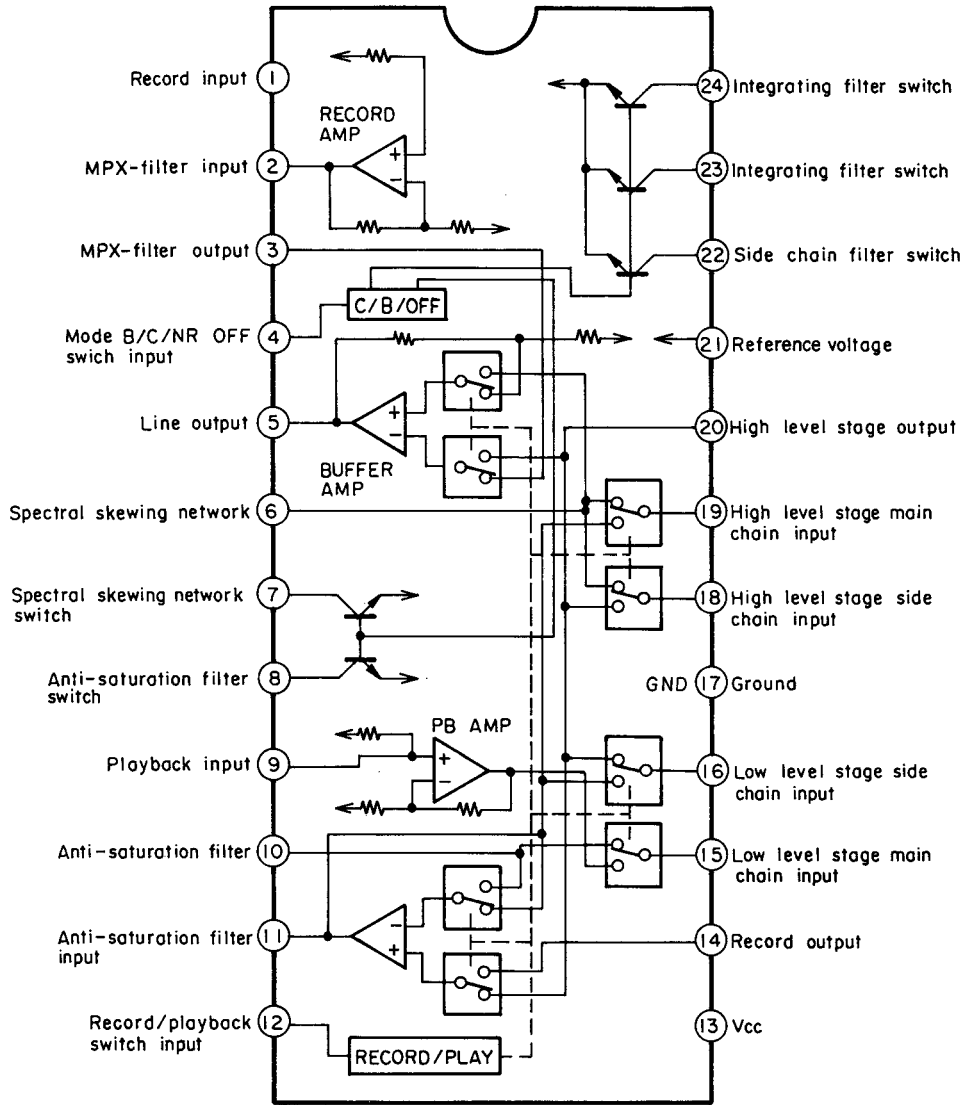 Record input
1
MPX-filter input
2
MPX-filter output
3
Mode B/C/NR OFF
swich input
4
Line output
5
Spectral skewing network
6
Spectral skewing network
switch
7
Anti-saturation filter
switch
8
Playback input
9
Anti-saturation filter
10
Anti-saturation filter
input
11
Record/playback
switch input
12
RECORD
AMP
+
−
C/B/OFF
+
−
BUFFER
AMP
PB AMP
+
−
−
+
RECORD/PLAY
24
Integrating filter switch
23
Integrating filter switch
22
Side chain filter switch
21
Reference voltage
20
High level stage output
19
High level stage main
chain input
18
High level stage side
chain input
GND
17
Ground
16
Low level stage side
chain input
15
Low level stage main
chain input
14
Record output
13
Vcc